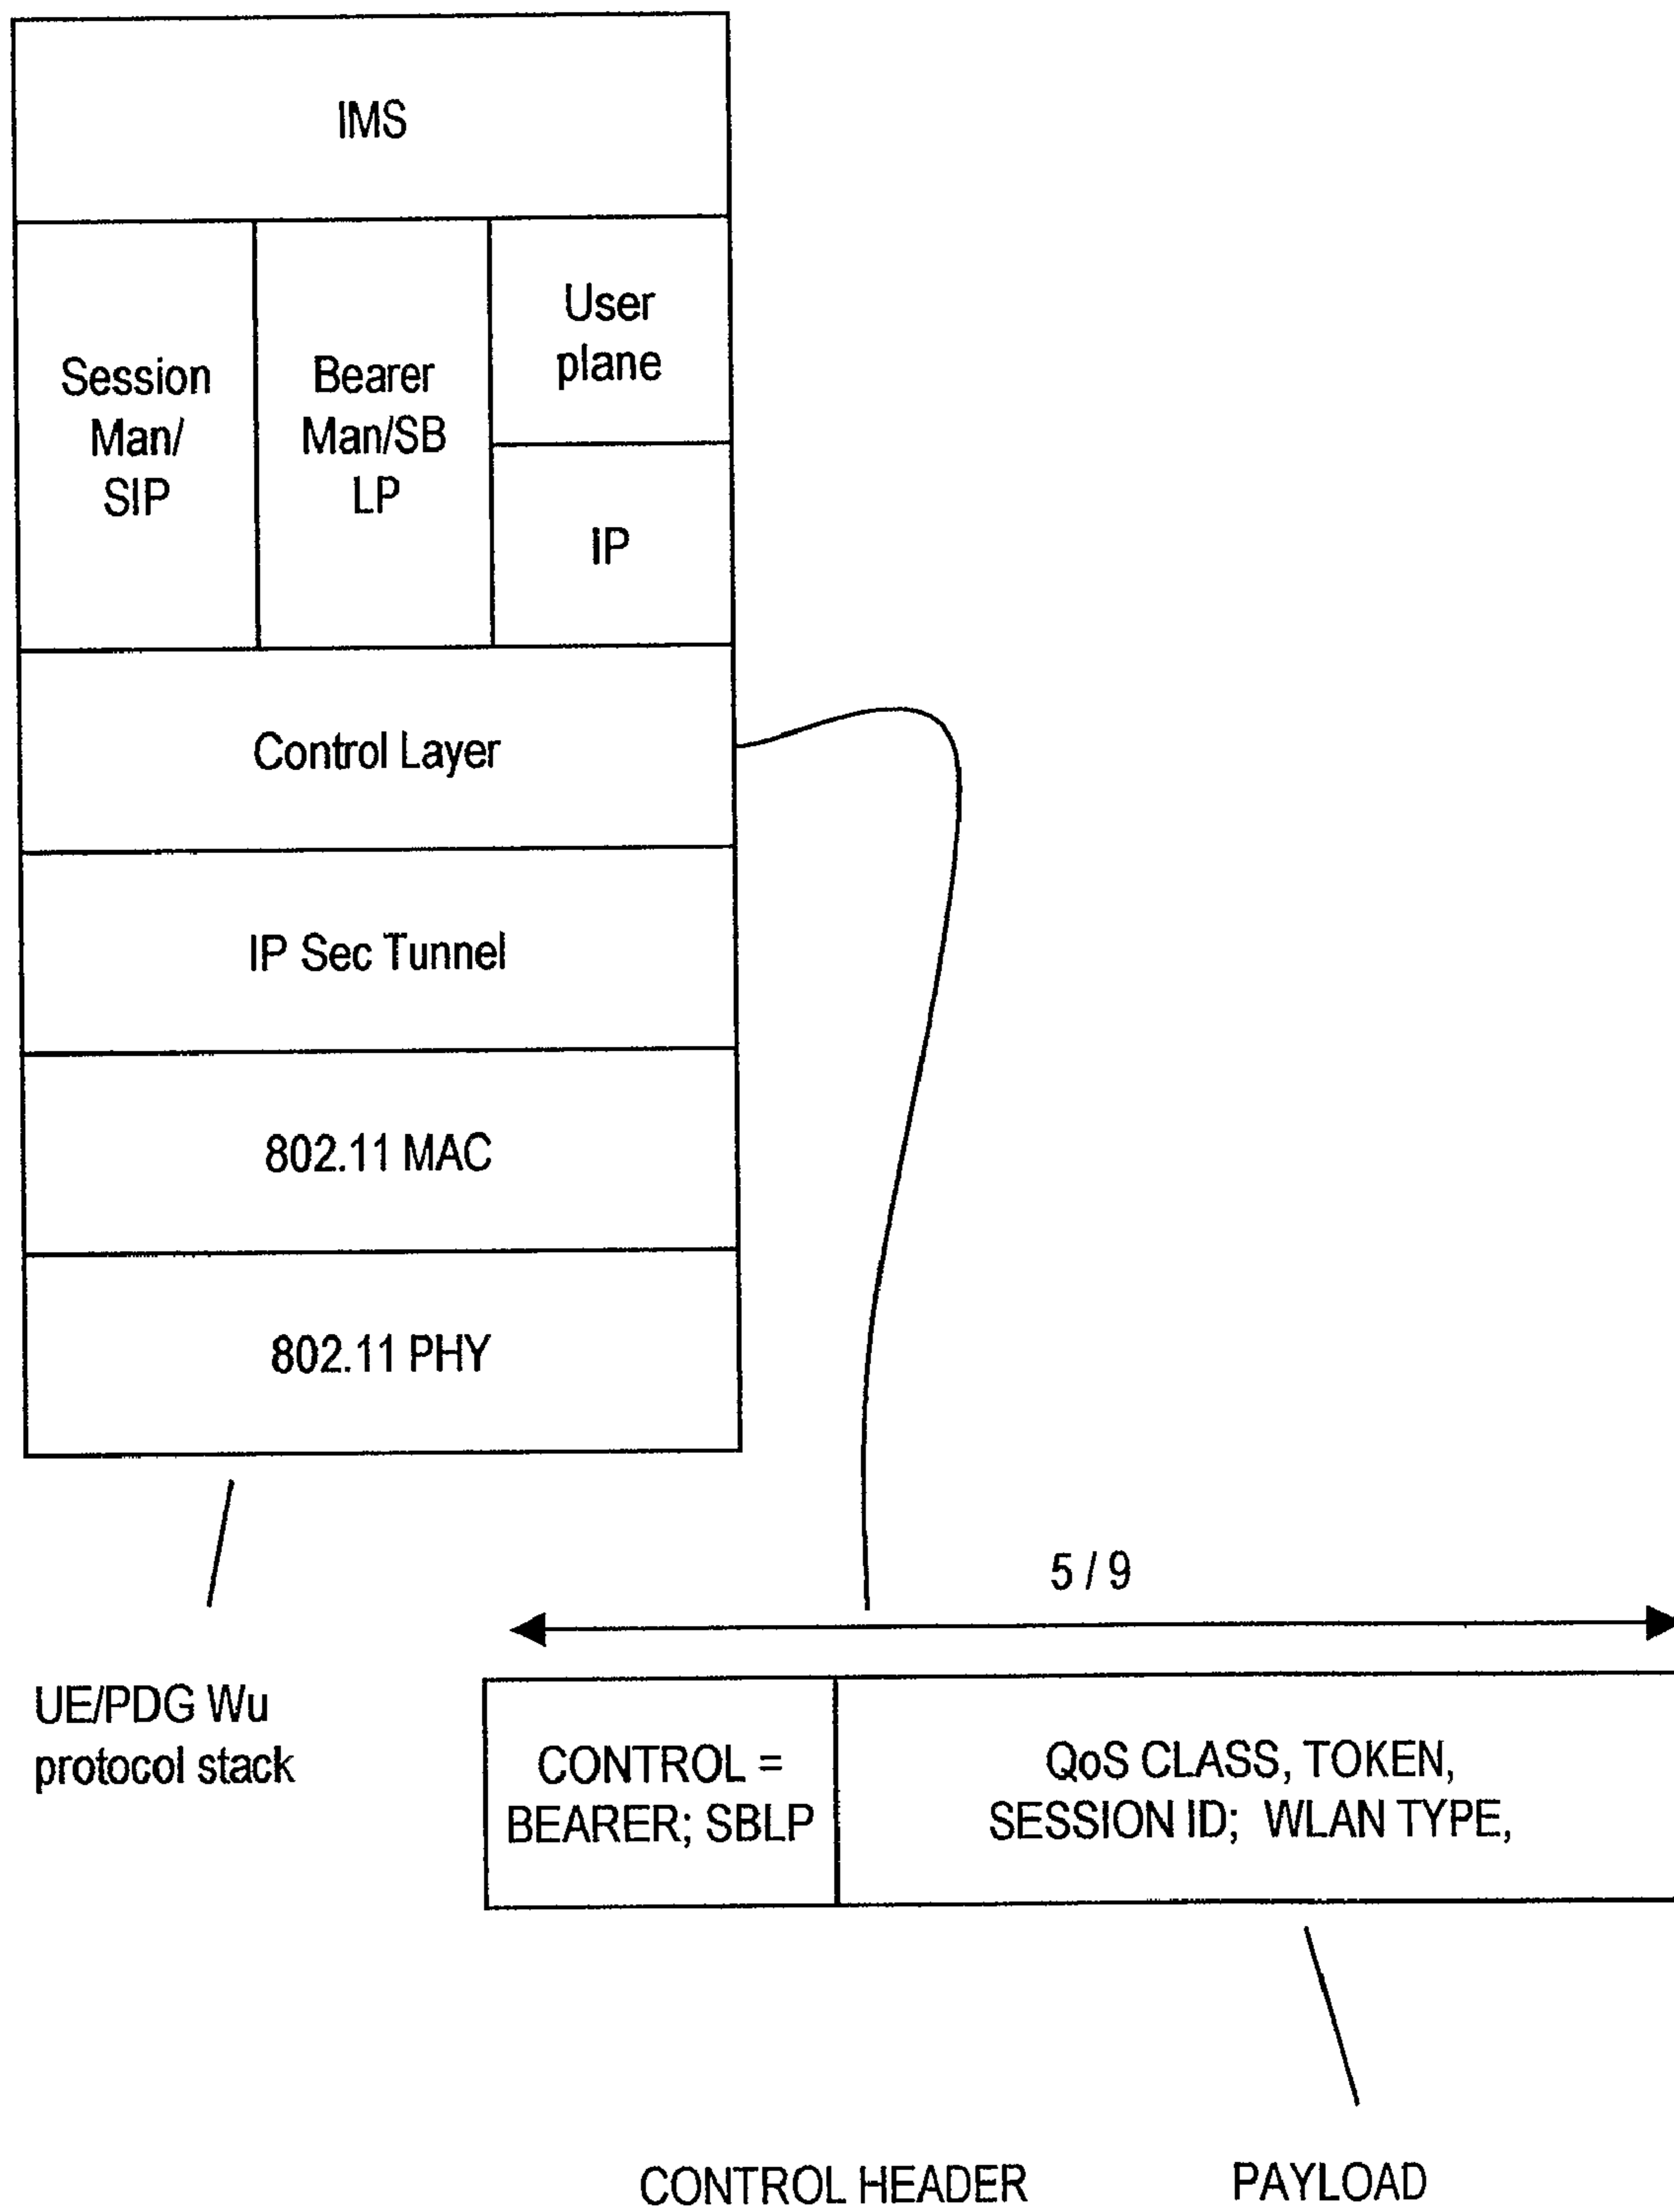 IMS
Session
Man/
SIP
Bearer
Man/SB
LP
User
plane
IP
Control Layer
IP Sec Tunnel
802.11 MAC
802.11 PHY
5 / 9
UE/PDG Wu
protocol stack
CONTROL =
BEARER; SBLP
QoS CLASS, TOKEN,
SESSION ID; WLAN TYPE,
CONTROL HEADER
PAYLOAD